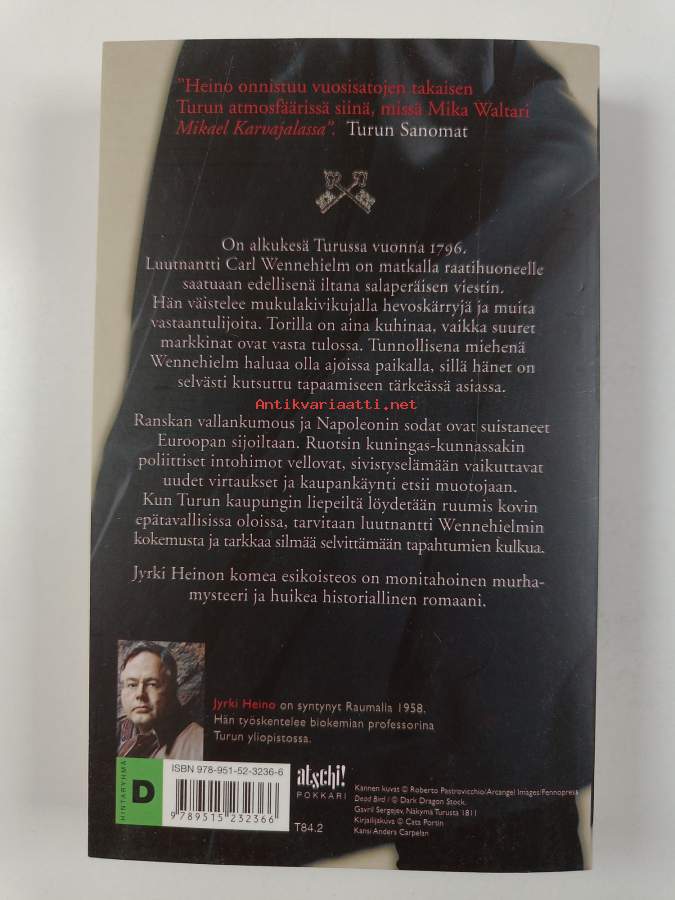 "Heino onnistuu vuosisatojen takaisen
Turun atmosfäärissä siinä, missä Mika Waltari
Mikael Karvajalassa". Turun Sanomat
On alkukesä Turussa vuonna 1796.
Luutnantti Carl Wennehielm on matkalla raatihuoneelle
saatuaan edellisenä iltana salaperäisen viestin.
Hän väistelee mukulakivikujalla hevoskärryjä ja muita
vastaantulijoita. Torilla on aina kuhinaa, vaikka suuret
markkinat ovat vasta tulossa. Tunnollisena miehenä
Wennehielm haluaa olla ajoissa paikalla, sillä hänet on
selvästi kutsuttu tapaamiseen tärkeässä asiassa.
Antikvariaatti.net
Ranskan vallankumous ja Napoleonin sodat ovat suistaneet
Euroopan sijoiltaan. Ruotsin kuningas-kunnassakin
poliittiset intohimot vellovat, sivistyselämään vaikuttavat
uudet virtaukset ja kaupankäynti etsii muotojaan.
Kun Turun kaupungin liepeiltä löydetään ruumis kovin
epätavallisissa oloissa, tarvitaan luutnantti Wennehielmin
kokemusta ja tarkkaa silmää selvittämään tapahtumien kulkua.
Jyrki Heinon komea esikoisteos on monitahoinen murha-
mysteeri ja huikea historiallinen romaani.
Jyrki Heino on syntynyt Raumalla 1958.
Hän työskentelee biokemian professorina
Turun yliopistossa.
HINTARYHMÄ
D
ISBN 978-951-52-3236-6
9 789515 232366
atschi!
POKKARI
T84.2
Kannen kuvat © Roberto Pastrovicchio/Arcangel Images/Fennopress
Dead Bird / © Dark Dragon Stock.
Gavril Sergejev, Näkymä Turusta 1811
Kirjailijakuva © Cata Portin
Kansi Anders Carpelan